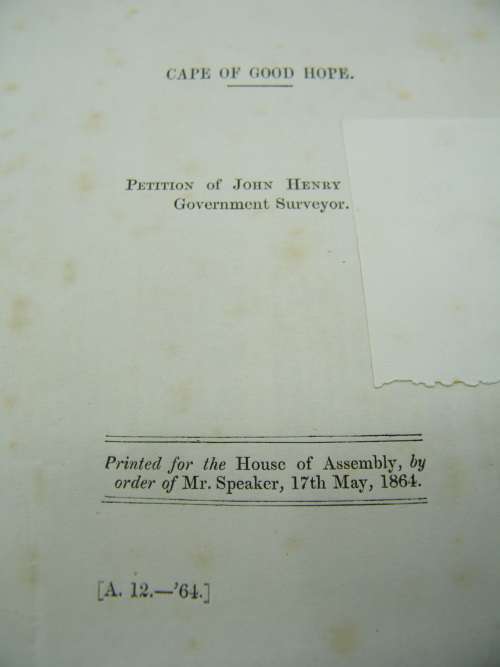 CAPE OF GOOD HOPE.
PETITION of JOHN HENRY
Government Surveyor.
Printed for the House of Assembly, by
order of Mr. Speaker, 17th May, 1864.
[A. 12.—'64.]